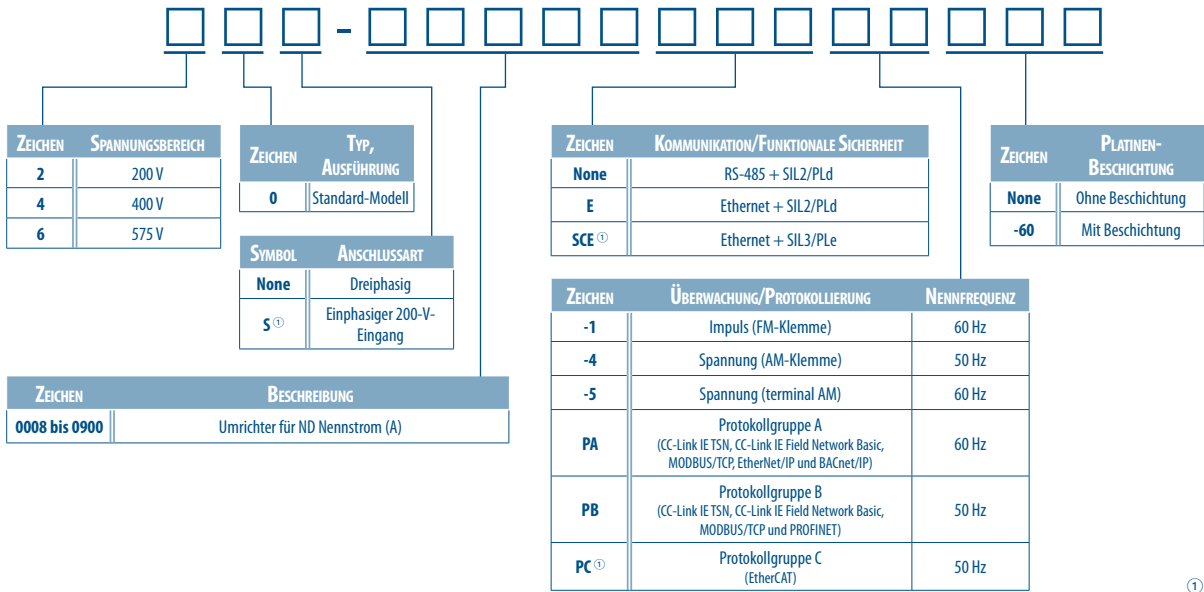 –
ZEICHEN SPANNUNGSBEREICH
2 200 V
4 400 V
6 575 V
ZEICHEN TYP, AUSFÜHRUNG
0 Standard-Modell
SYMBOL ANSCHLUSSART
None Dreiphasig
S ① Einphasiger 200-V-
Eingang
ZEICHEN BESCHREIBUNG
0008 bis 0900 Umrichter für ND Nennstrom (A)
ZEICHEN KOMMUNIKATION/FUNKTIONALE SICHERHEIT
None RS-485 + SIL2/PLd
E Ethernet + SIL2/PLd
SCE ① Ethernet + SIL3/PLe
ZEICHEN ÜBERWACHUNG/PROTOKOLLIERUNG NENNFREQUENZ
-1 Impuls (FM-Klemme) 60 Hz
-4 Spannung (AM-Klemme) 50 Hz
-5 Spannung (terminal AM) 60 Hz
PA Protokollgruppe A 60 Hz
(CC-Link IE TSN, CC-Link IE Field Network Basic,
MODBUS/TCP, EtherNet/IP und BACnet/IP)
PB Protokollgruppe B 50 Hz
(CC-Link IE TSN, CC-Link IE Field Network Basic,
MODBUS/TCP und PROFINET)
PC ① Protokollgruppe C 50 Hz
(EtherCAT)
ZEICHEN PLATINEN-
BESCHICHTUNG
None Ohne Beschichtung
-60 Mit Beschichtung
①